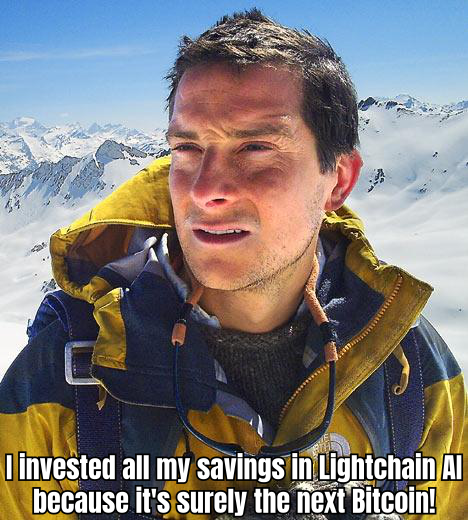 I invested all my savings in Lightchain AI
because it's surely the next Bitcoin!